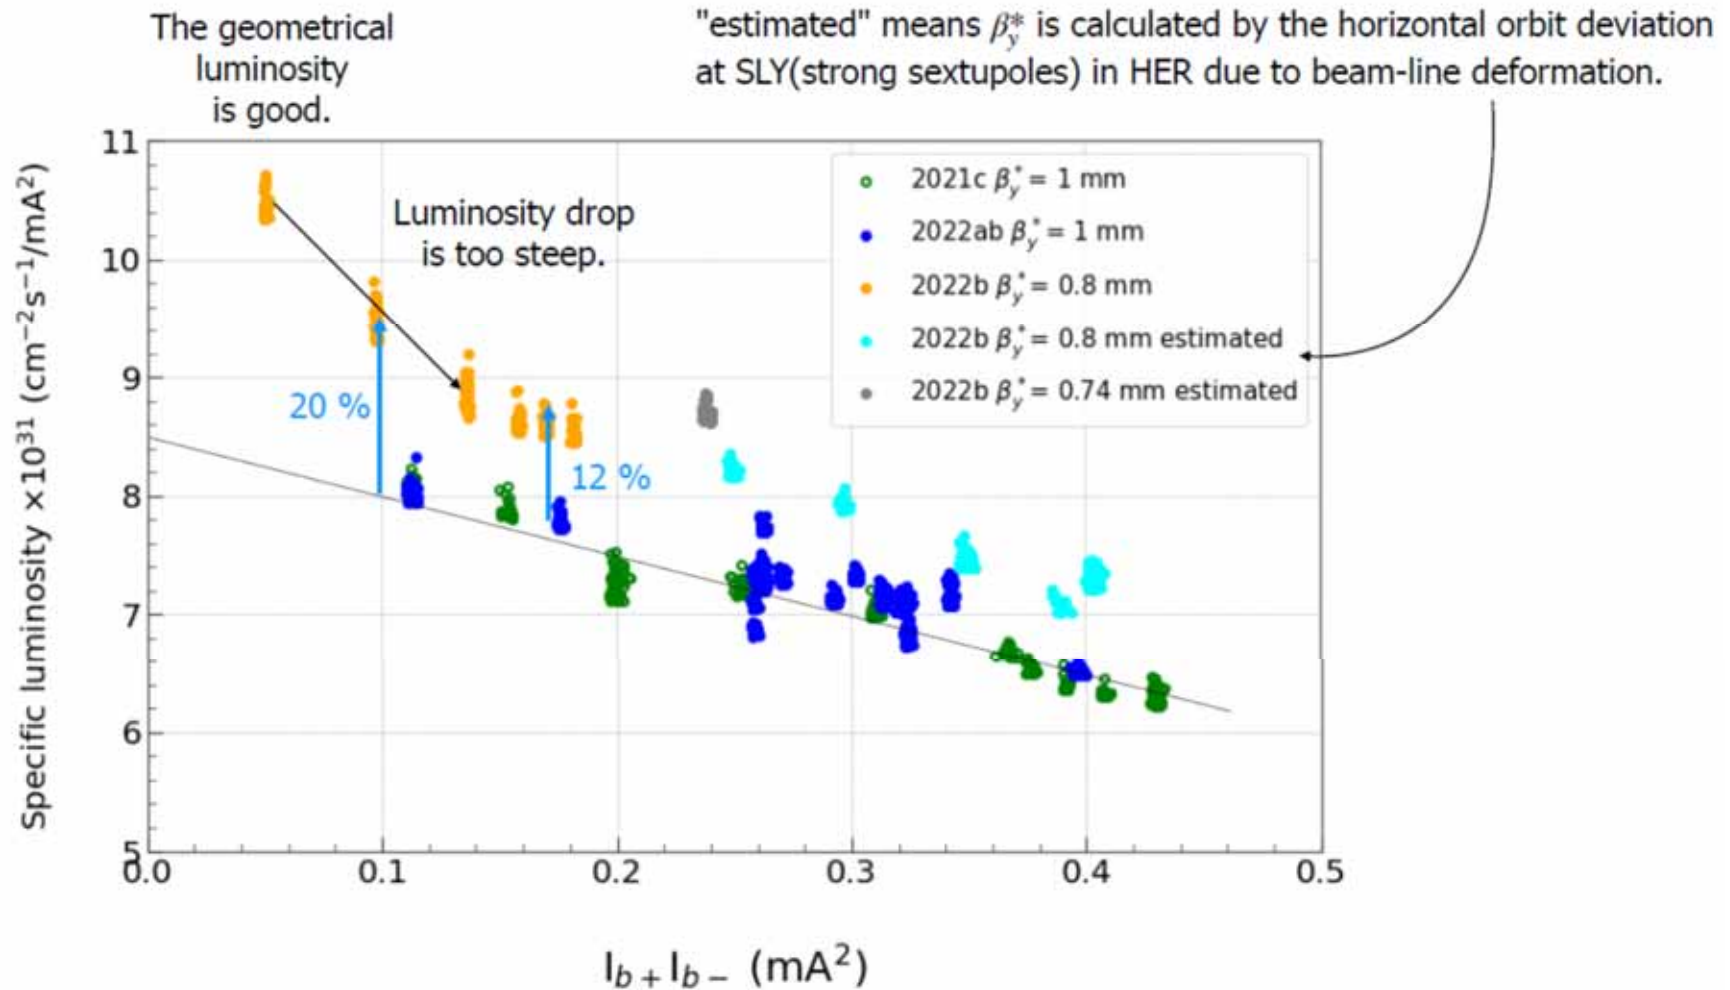 The geometrical
luminosity
is good.
"estimated" means β*y is calculated by the horizontal orbit deviation
at SLY(strong sextupoles) in HER due to beam-line deformation.
Specific luminosity ×10³¹ (cm⁻²s⁻¹/mA²)
11
10
9
8
7
6
5
Luminosity drop
is too steep.
20 %
12 %
2021c β*y = 1 mm
2022ab β*y = 1 mm
2022b β*y = 0.8 mm
2022b β*y = 0.8 mm estimated
2022b β*y = 0.74 mm estimated
0.0 0.1 0.2 0.3 0.4 0.5
I_b+ I_b− (mA²)